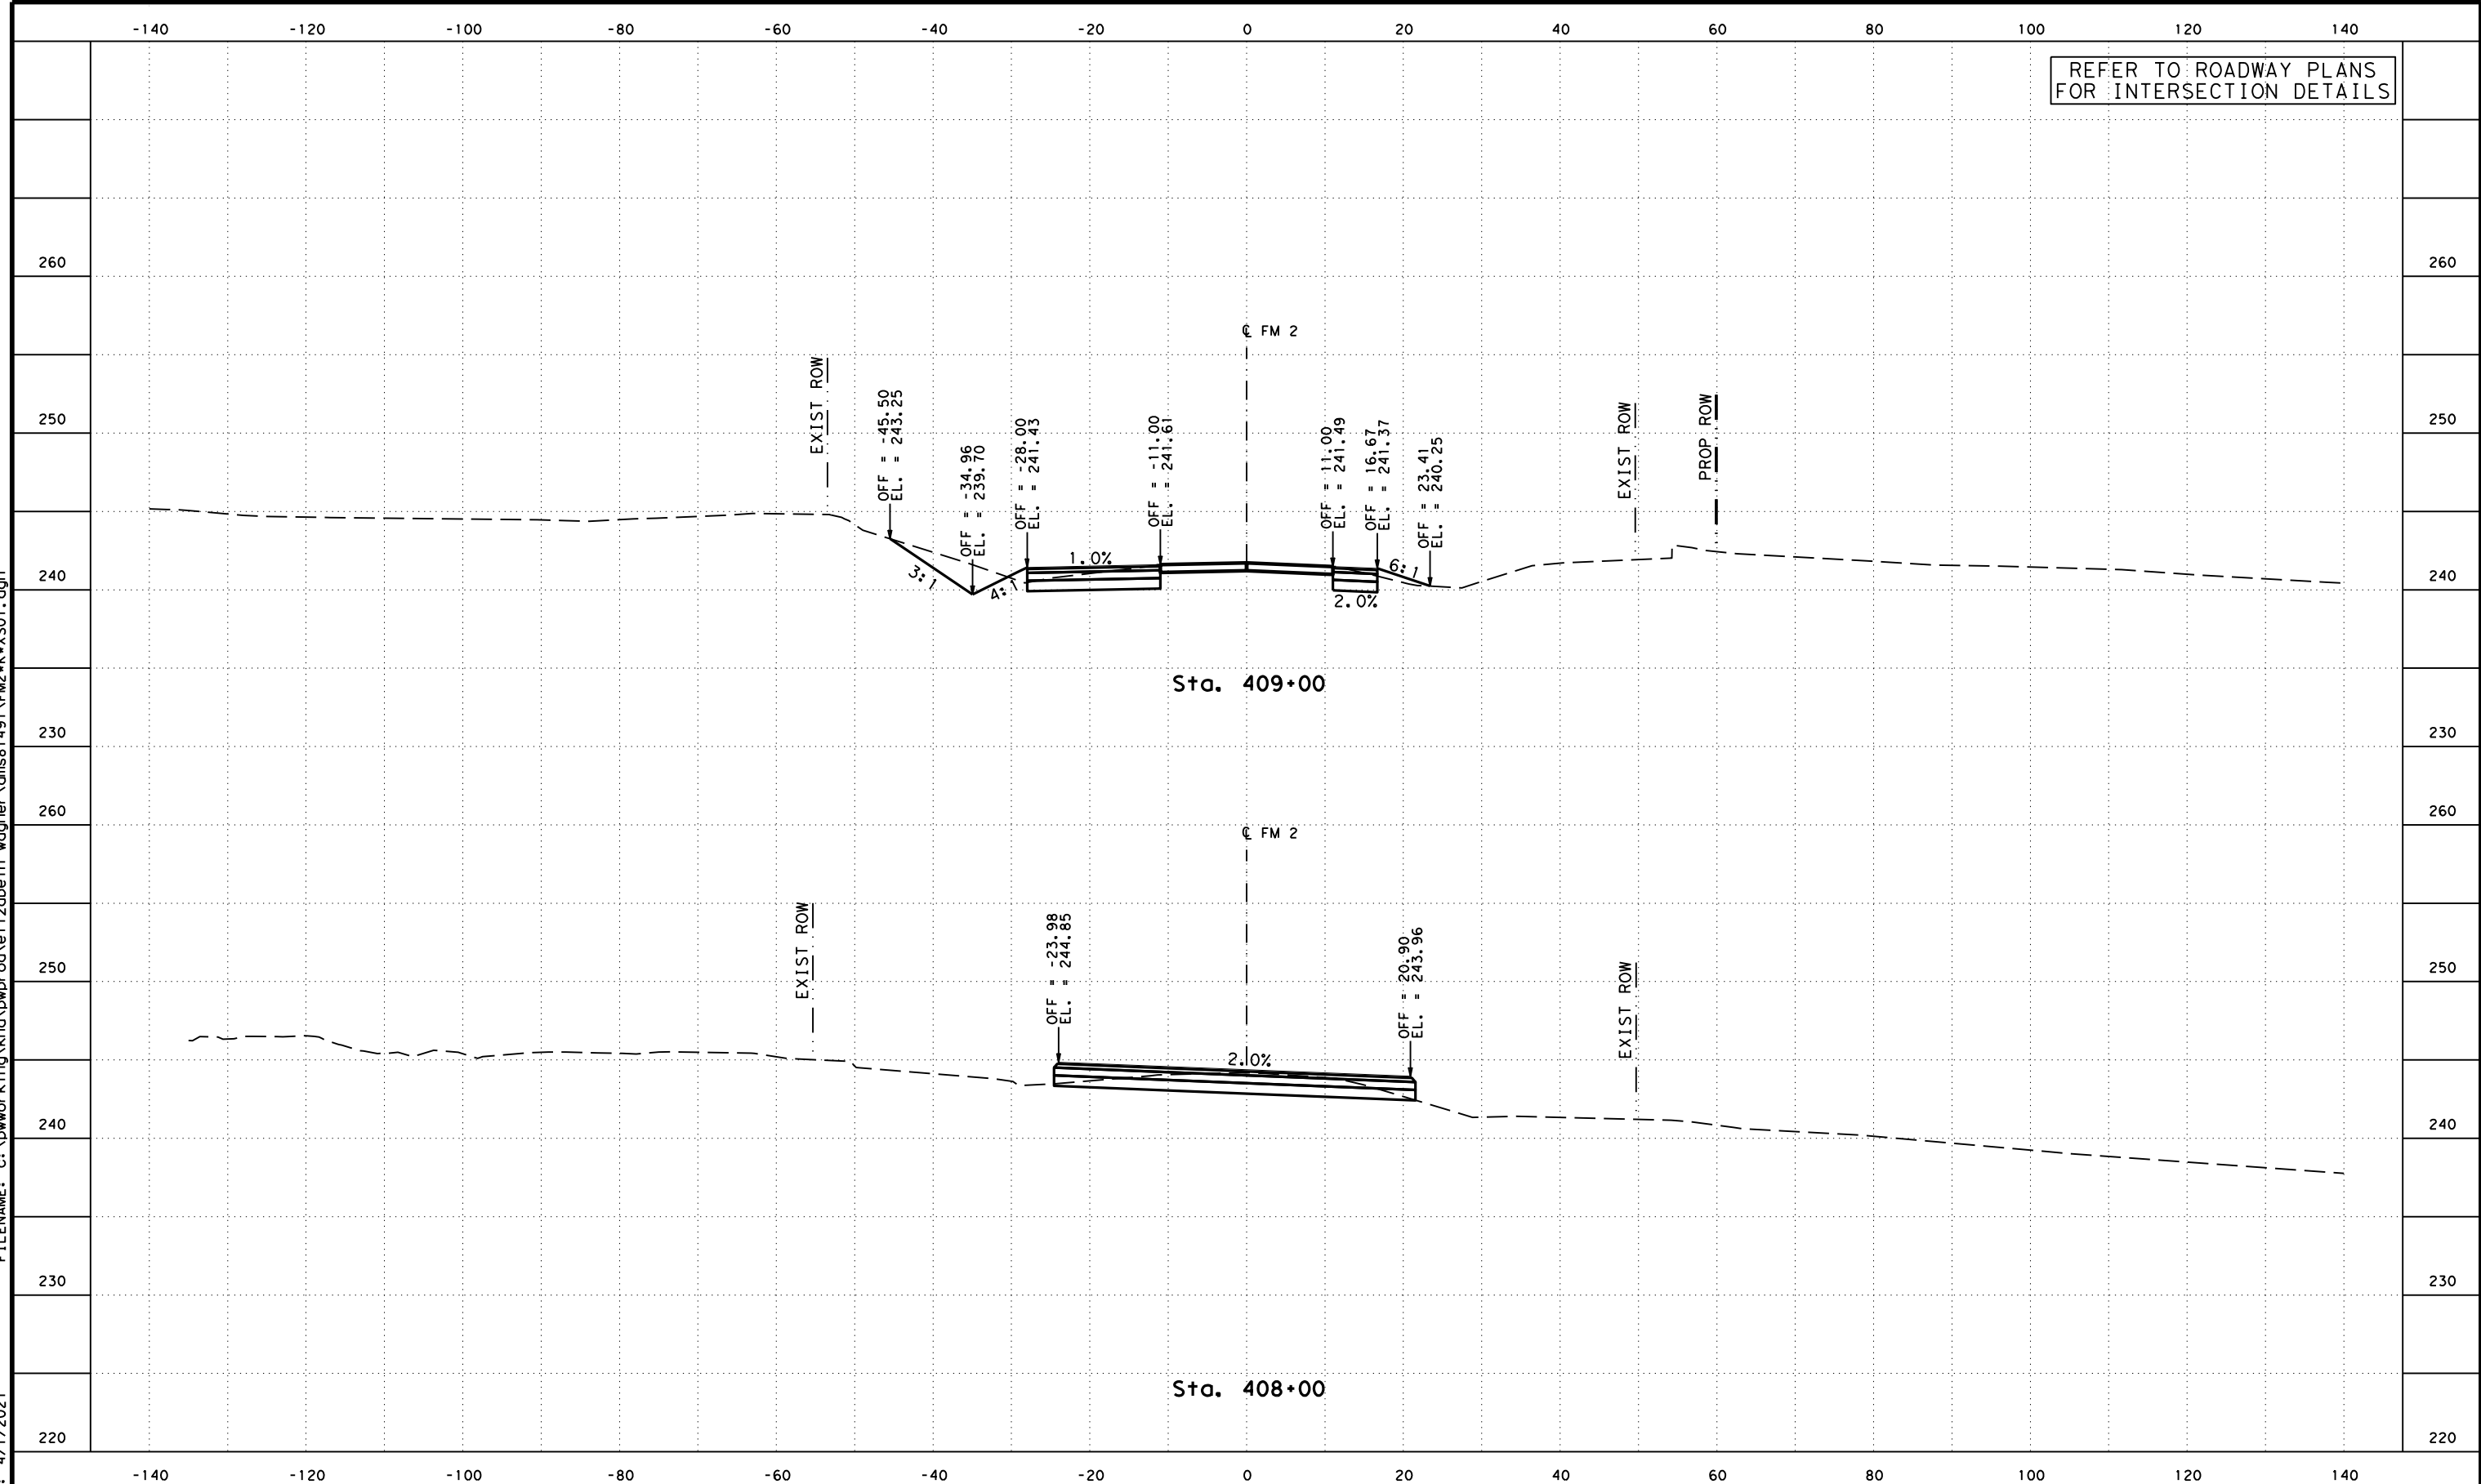 -140 -120 -100 -80 -60 -40 -20 0 20 40 60 80 100 120 140
REFER TO ROADWAY PLANS
FOR INTERSECTION DETAILS
260 260
℄ FM 2
EXIST ROW
OFF = -45.50
EL. = 243.25
OFF = -34.96
EL. = 239.70
OFF = -28.00
EL. = 241.43
OFF = -11.00
EL. = 241.61
OFF = 11.00
EL. = 241.49
OFF = 16.67
EL. = 241.37
OFF = 23.41
EL. = 240.25
EXIST ROW
PROP ROW
250 250
3:1
4:1
1.0%
6:1
2.0%
240 240
Sta. 409+00
230 230
260 260
℄ FM 2
EXIST ROW
OFF = -23.98
EL. = 244.85
OFF = 20.90
EL. = 243.96
EXIST ROW
250 250
2.0%
240 240
230 230
Sta. 408+00
220 220
-140 -120 -100 -80 -60 -40 -20 0 20 40 60 80 100 120 140